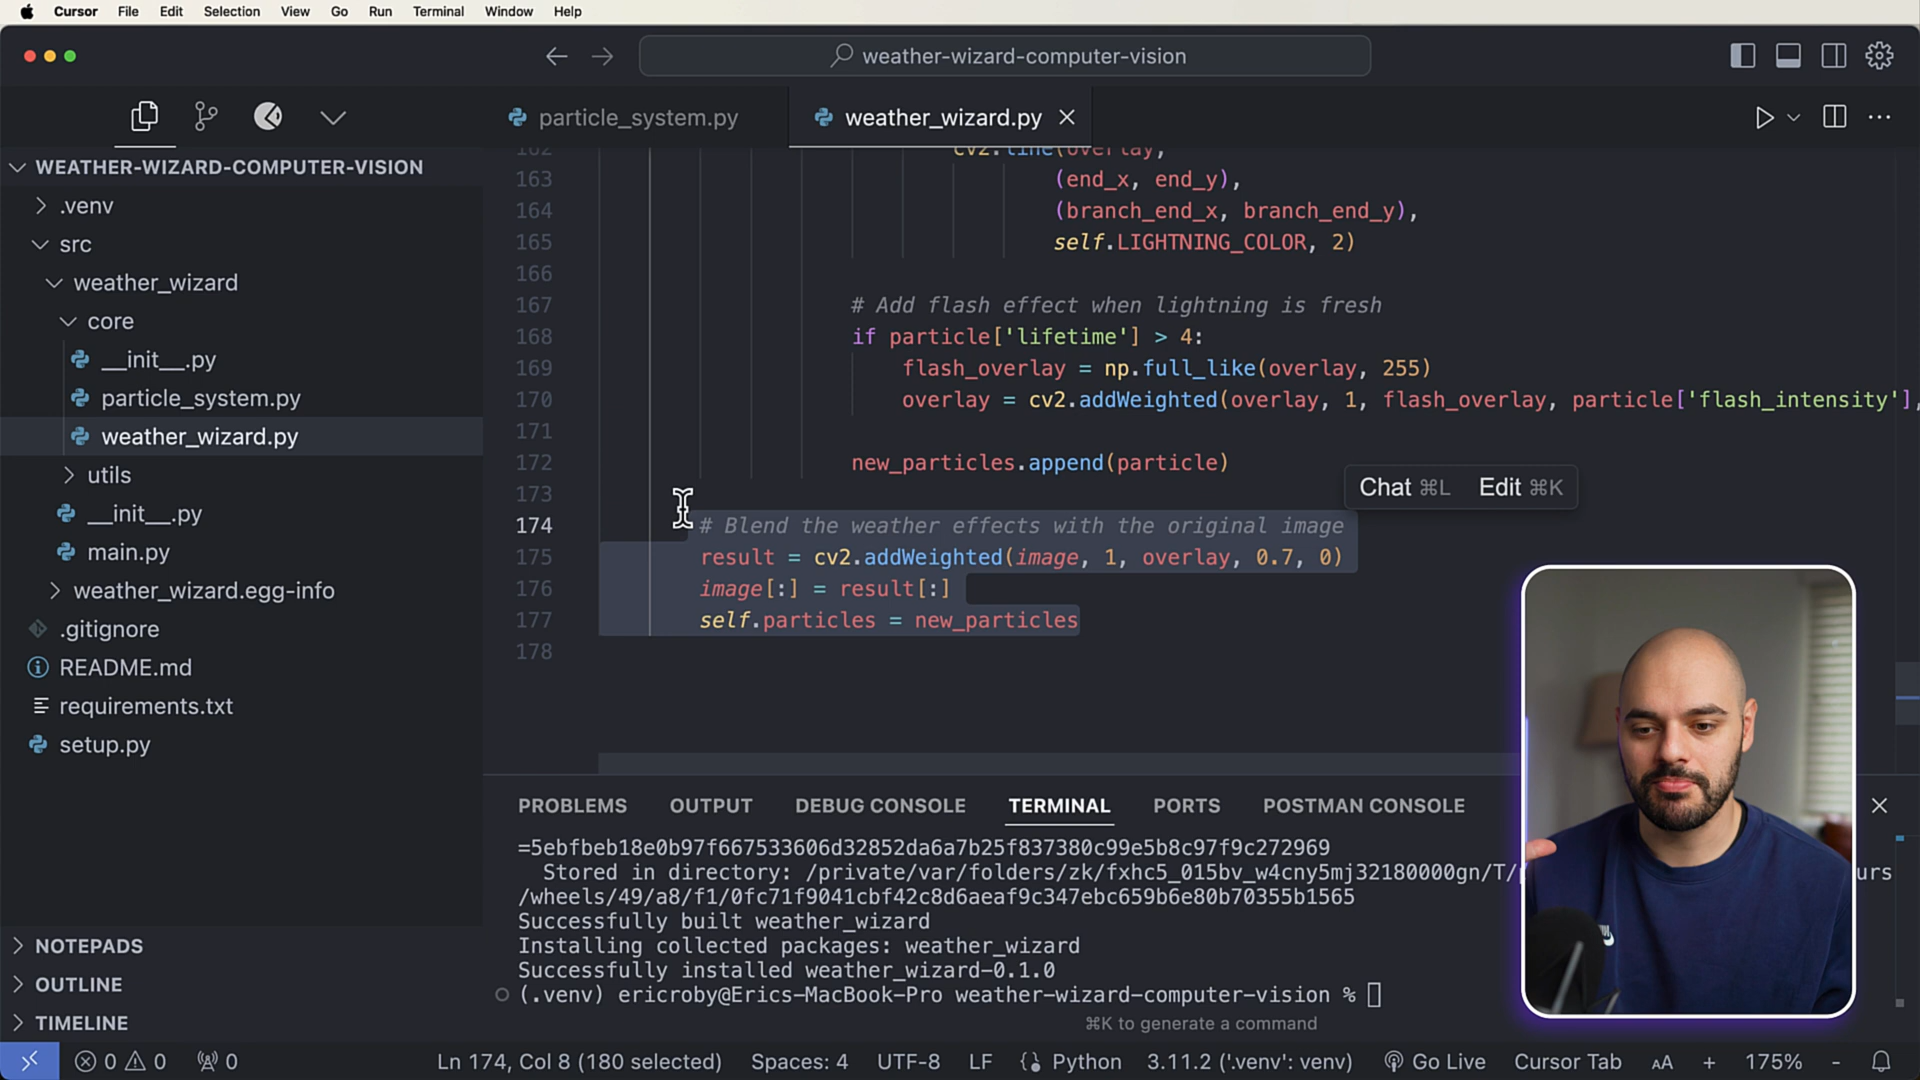 Cursor File Edit Selection View Go Run Terminal Window Help
weather-wizard-computer-vision
particle_system.py weather_wizard.py
WEATHER-WIZARD-COMPUTER-VISION
.venv
src
weather_wizard
core
__init__.py
particle_system.py
weather_wizard.py
utils
__init__.py
main.py
weather_wizard.egg-info
.gitignore
README.md
requirements.txt
setup.py
NOTEPADS
OUTLINE
TIMELINE
162 cv2.line(overlay,
163 (end_x, end_y),
164 (branch_end_x, branch_end_y),
165 self.LIGHTNING_COLOR, 2)
166
167 # Add flash effect when lightning is fresh
168 if particle['lifetime'] > 4:
169 flash_overlay = np.full_like(overlay, 255)
170 overlay = cv2.addWeighted(overlay, 1, flash_overlay, particle['flash_intensity'],
171
172 new_particles.append(particle)
Chat ⌘L Edit ⌘K
173
174 # Blend the weather effects with the original image
175 result = cv2.addWeighted(image, 1, overlay, 0.7, 0)
176 image[:] = result[:]
177 self.particles = new_particles
178
PROBLEMS OUTPUT DEBUG CONSOLE TERMINAL PORTS POSTMAN CONSOLE
=5ebfbeb18e0b97f667533606d32852da6a7b25f837380c99e5b8c97f9c272969
Stored in directory: /private/var/folders/zk/fxhc5_015bv_w4cny5mj32180000gn/T/
/wheels/49/a8/f1/0fc71f9041cbf42c8d6aeaf9c347ebc659b6e80b70355b1565
Successfully built weather_wizard
Installing collected packages: weather_wizard
Successfully installed weather_wizard-0.1.0
(.venv) ericroby@Erics-MacBook-Pro weather-wizard-computer-vision %
⌘K to generate a command
0 0 0 Ln 174, Col 8 (180 selected) Spaces: 4 UTF-8 LF {} Python 3.11.2 ('.venv': venv) Go Live Cursor Tab AA + 175% -